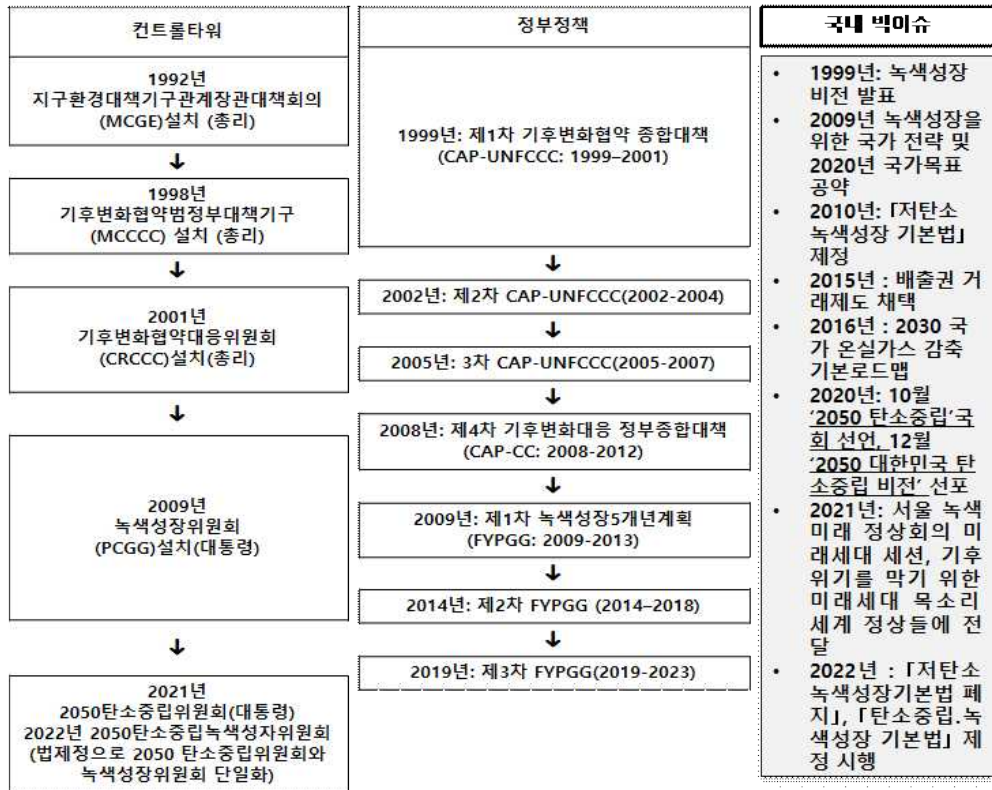 컨트롤타워
1992년
지구환경대책기구관계장관대책회의
(MCGE)설치 (총리)
↓
1998년
기후변화협약범정부대책기구
(MCCCC) 설치 (총리)
↓
2001년
기후변화협약대응위원회
(CRCCC)설치(총리)
↓
2009년
녹색성장위원회
(PCGG)설치(대통령)
↓
2021년
2050탄소중립위원회(대통령)
2022년 2050탄소중립녹색성자위원회
(법제정으로 2050 탄소중립위원회와
녹색성장위원회 단일화)
정부정책
1999년: 제1차 기후변화협약 종합대책
(CAP-UNFCCC: 1999–2001)
↓
2002년: 제2차 CAP-UNFCCC(2002-2004)
↓
2005년: 3차 CAP-UNFCCC(2005-2007)
↓
2008년: 제4차 기후변화대응 정부종합대책
(CAP-CC: 2008-2012)
↓
2009년: 제1차 녹색성장5개년계획
(FYPGG: 2009-2013)
↓
2014년: 제2차 FYPGG (2014–2018)
↓
2019년: 제3차 FYPGG(2019-2023)
국내 빅이슈
• 1999년: 녹색성장
비전 발표
• 2009년 녹색성장을
위한 국가 전략 및
2020년 국가목표
공약
• 2010년: 「저탄소
녹색성장 기본법」
제정
• 2015년 : 배출권 거
래제도 채택
• 2016년 : 2030 국
가 온실가스 감축
기본로드맵
• 2020년: 10월
‘2050 탄소중립’국
회 선언, 12월
‘2050 대한민국 탄
소중립 비전’ 선포
• 2021년: 서울 녹색
미래 정상회의 미
래세대 세션, 기후
위기를 막기 위한
미래세대 목소리
세계 정상들에 전
달
• 2022년 : 「저탄소
녹색성장기본법 폐
지」, 「탄소중립.녹
색성장 기본법」 제
정 시행